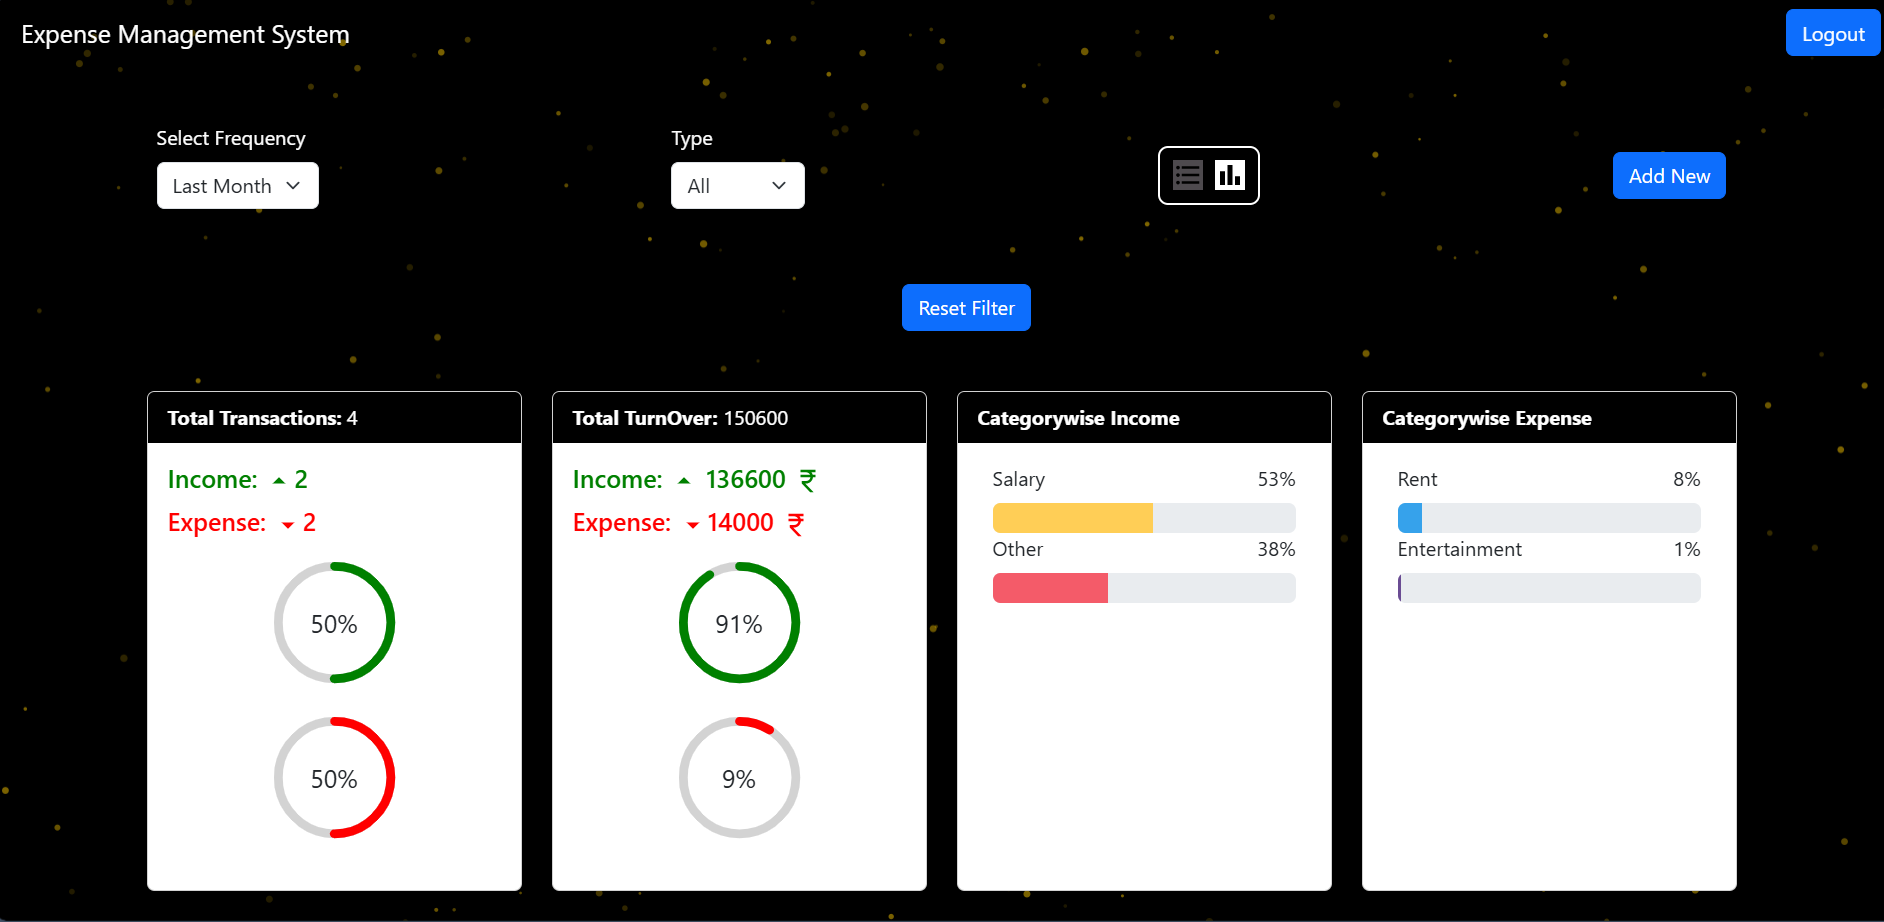 Expense Management System
Logout
Select Frequency
Last Month
Type
All
Add New
Reset Filter
Total Transactions: 4
Income: 2
Expense: 2
50%
50%
Total TurnOver: 150600
Income: 136600 ₹
Expense: 14000 ₹
91%
9%
Categorywise Income
Salary 53%
Other 38%
Categorywise Expense
Rent 8%
Entertainment 1%